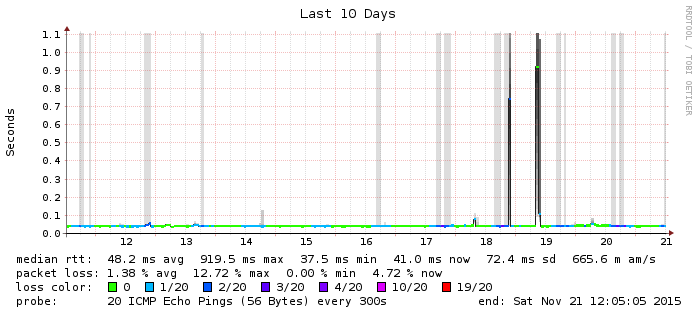 Last 10 Days
RRDTOOL / TOBI OETIKER
Seconds
1.1
1.0
0.9
0.8
0.7
0.6
0.5
0.4
0.3
0.2
0.1
0.0
12 13 14 15 16 17 18 19 20 21
median rtt: 48.2 ms avg 919.5 ms max 37.5 ms min 41.0 ms now 72.4 ms sd 665.6 m am/s
packet loss: 1.38 % avg 12.72 % max 0.00 % min 4.72 % now
loss color: 0 1/20 2/20 3/20 4/20 10/20 19/20
probe: 20 ICMP Echo Pings (56 Bytes) every 300s end: Sat Nov 21 12:05:05 2015